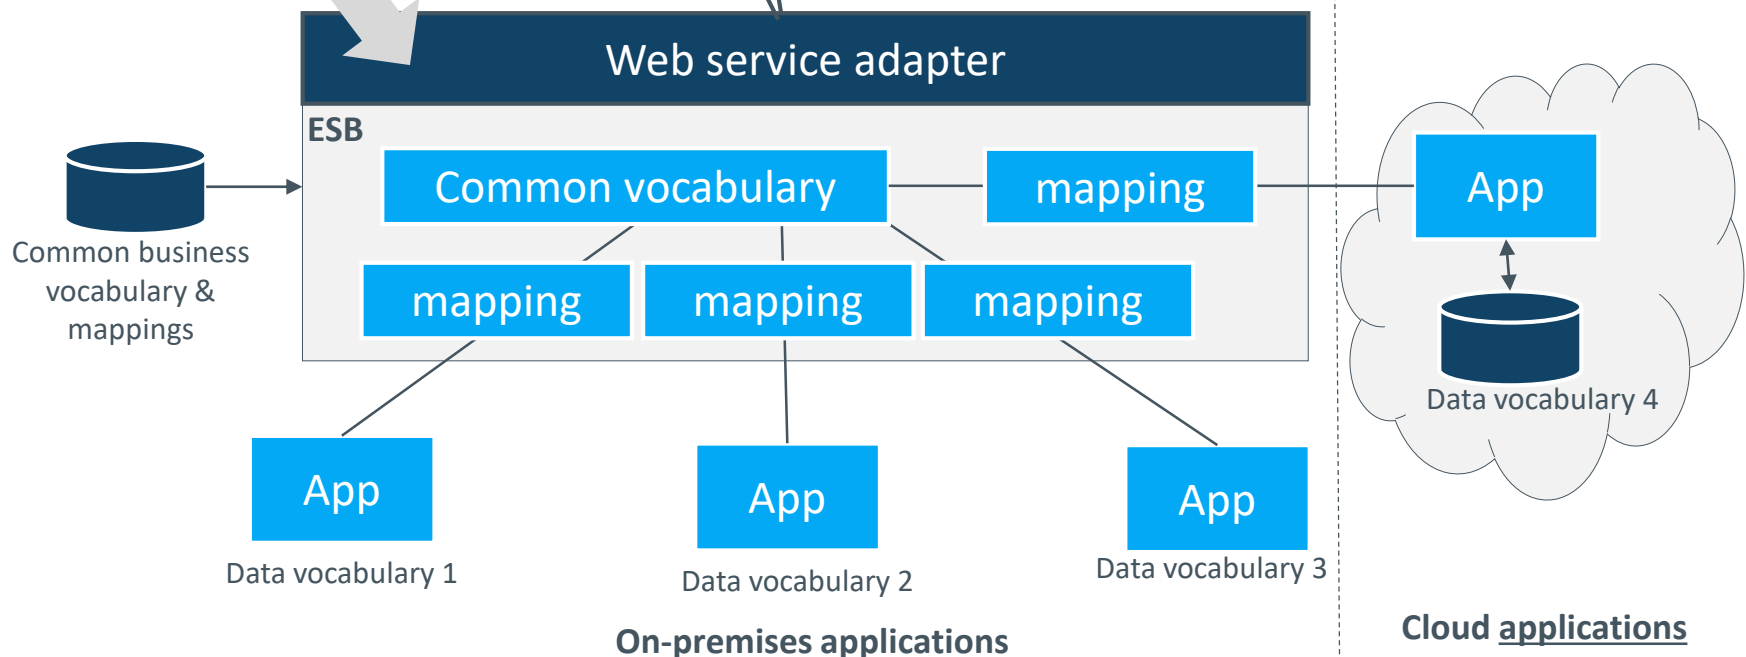 Web service adapter
ESB
Common vocabulary
mapping
App
Common business
vocabulary &
mappings
mapping
mapping
mapping
Data vocabulary 4
App
App
App
Data vocabulary 1
Data vocabulary 2
Data vocabulary 3
On-premises applications
Cloud applications